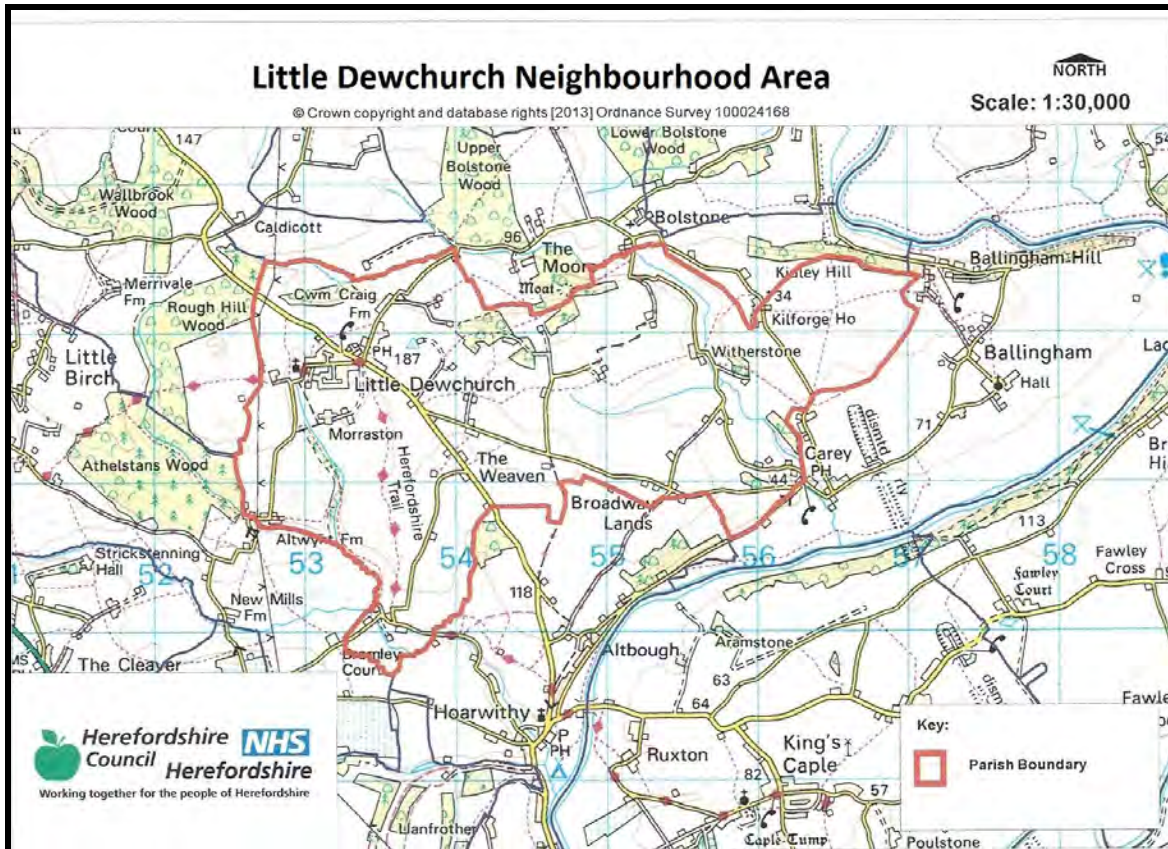 Little Dewchurch Neighbourhood Area
© Crown copyright and database rights [2013] Ordnance Survey 100024168
NORTH
Scale: 1:30,000
147
Wallbrook
Wood
Caldicott
Upper
Bolstone
Wood
Lower Bolstone
Wood
Bolstone
96
The
Moor
Moat
Merrivale
Fm
Rough Hill
Wood
Cwm Craig
Fm
Kinley Hill
Ballingham Hill
34
Kilforge Ho
Little
Birch
PH
187
Little Dewchurch
Witherstone
Ballingham
Hall
Morraston
Herefordshire
Trail
The
Weaven
dismtd
rly
71
Carey
PH
Athelstans Wood
44
Broadway
Lands
Altwynt Fm
Strickstenning
Hall
52
53
54
55
56
57
58
113
Fawley
Cross
Fawley
Court
New Mills
Fm
118
The Cleaver
Bromley
Court
Altbough
Aramstone
63
64
Hoarwithy
P
PH
Ruxton
King's
Caple
82
57
Caple Tump
Poulstone
Llanfrother
Herefordshire
Council
NHS
Herefordshire
Working together for the people of Herefordshire
Key:
Parish Boundary